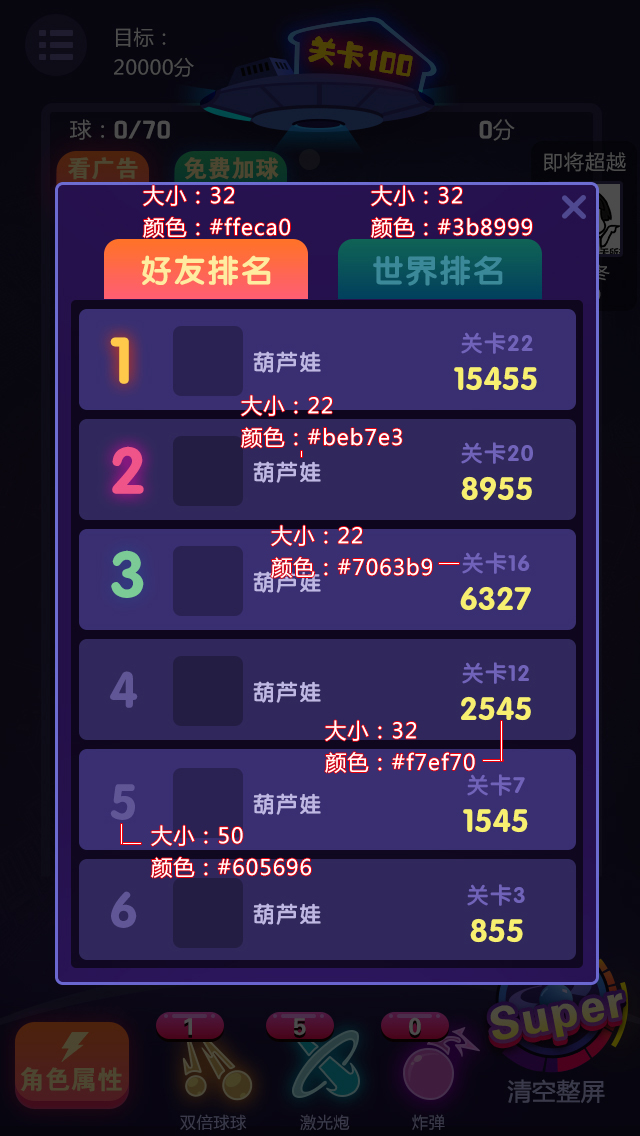 目标：
20000分
关卡100
球：0/70
0分
看广告
免费加球
即将超越
大小：32
颜色：#ffeca0
大小：32
颜色：#3b8999
好友排名
世界排名
1
葫芦娃
关卡22
15455
大小：22
颜色：#beb7e3
2
葫芦娃
关卡20
8955
大小：22
颜色：#7063b9
3
葫芦娃
关卡16
6327
4
葫芦娃
关卡12
2545
大小：32
颜色：#f7ef70
5
葫芦娃
关卡7
1545
大小：50
颜色：#605696
6
葫芦娃
关卡3
855
角色属性
1
双倍球球
5
激光炮
0
炸弹
Super
清空整屏